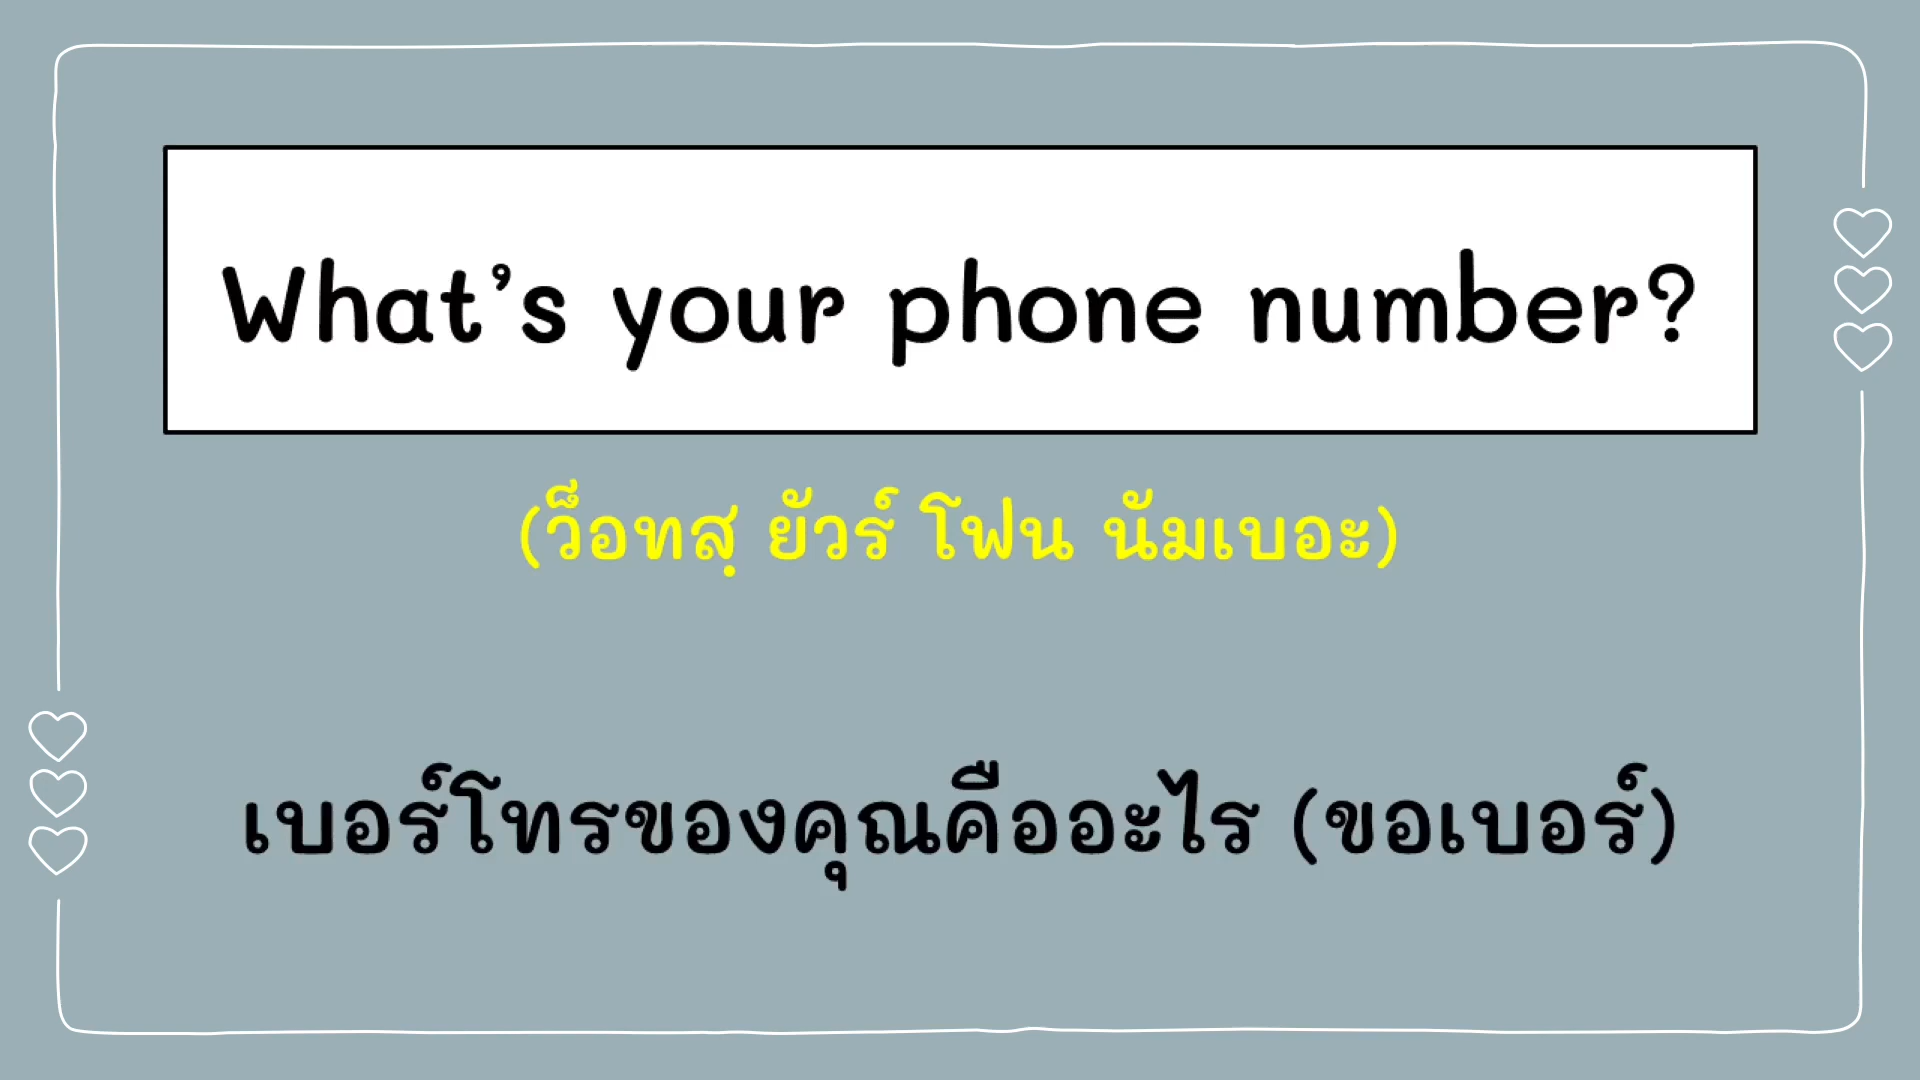 What's your phone number?
(ว็อทสฺ ยัวร์ โฟน นัมเบอะ)
เบอร์โทรของคุณคืออะไร (ขอเบอร์)